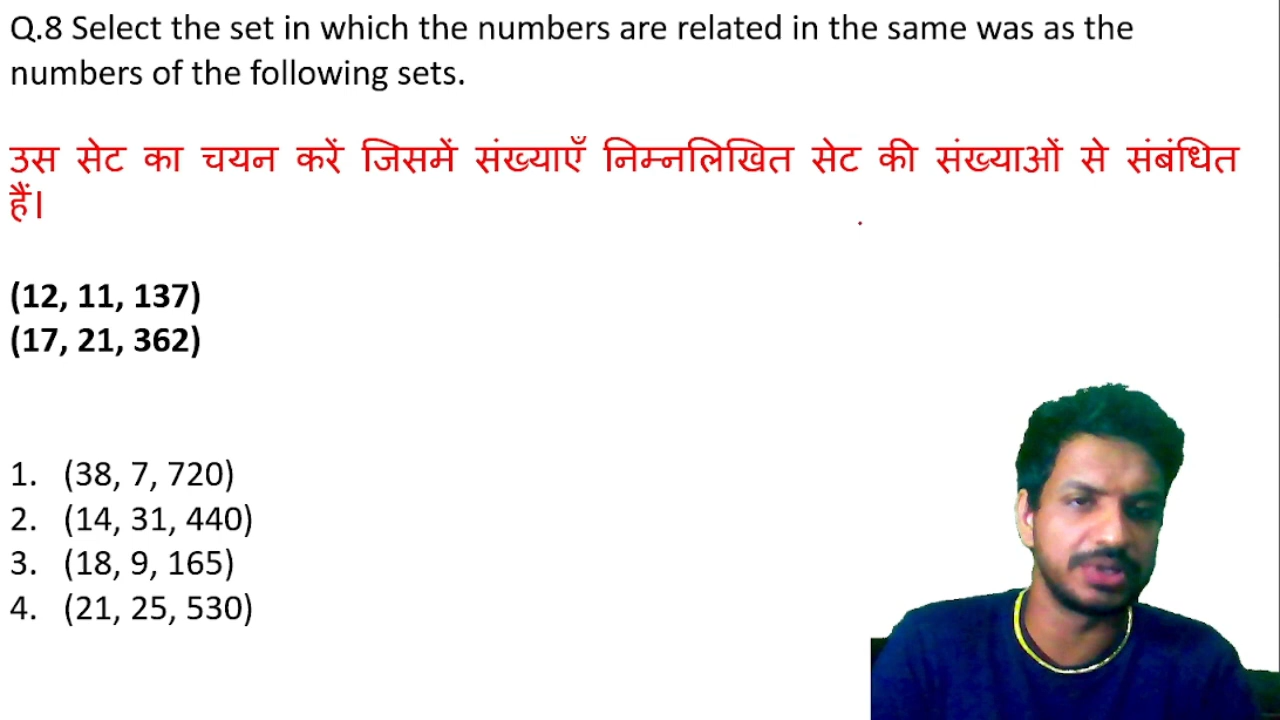 Q.8 Select the set in which the numbers are related in the same was as the
numbers of the following sets.
उस सेट का चयन करें जिसमें संख्याएँ निम्नलिखित सेट की संख्याओं से संबंधित
हैं।
(12, 11, 137)
(17, 21, 362)
1. (38, 7, 720)
2. (14, 31, 440)
3. (18, 9, 165)
4. (21, 25, 530)